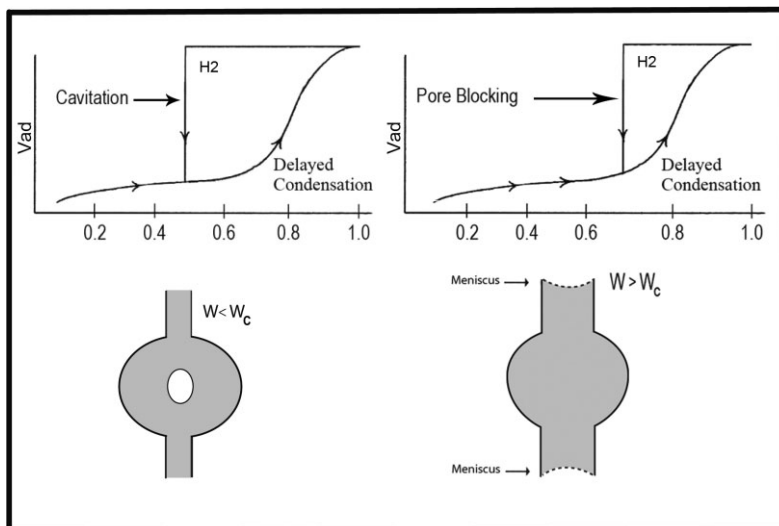 H2
Cavitation
Vad
Delayed
Condensation
0.2 0.4 0.6 0.8 1.0
H2
Pore Blocking
Vad
Delayed
Condensation
0.2 0.4 0.6 0.8 1.0
W< Wc
Meniscus
W > Wc
Meniscus